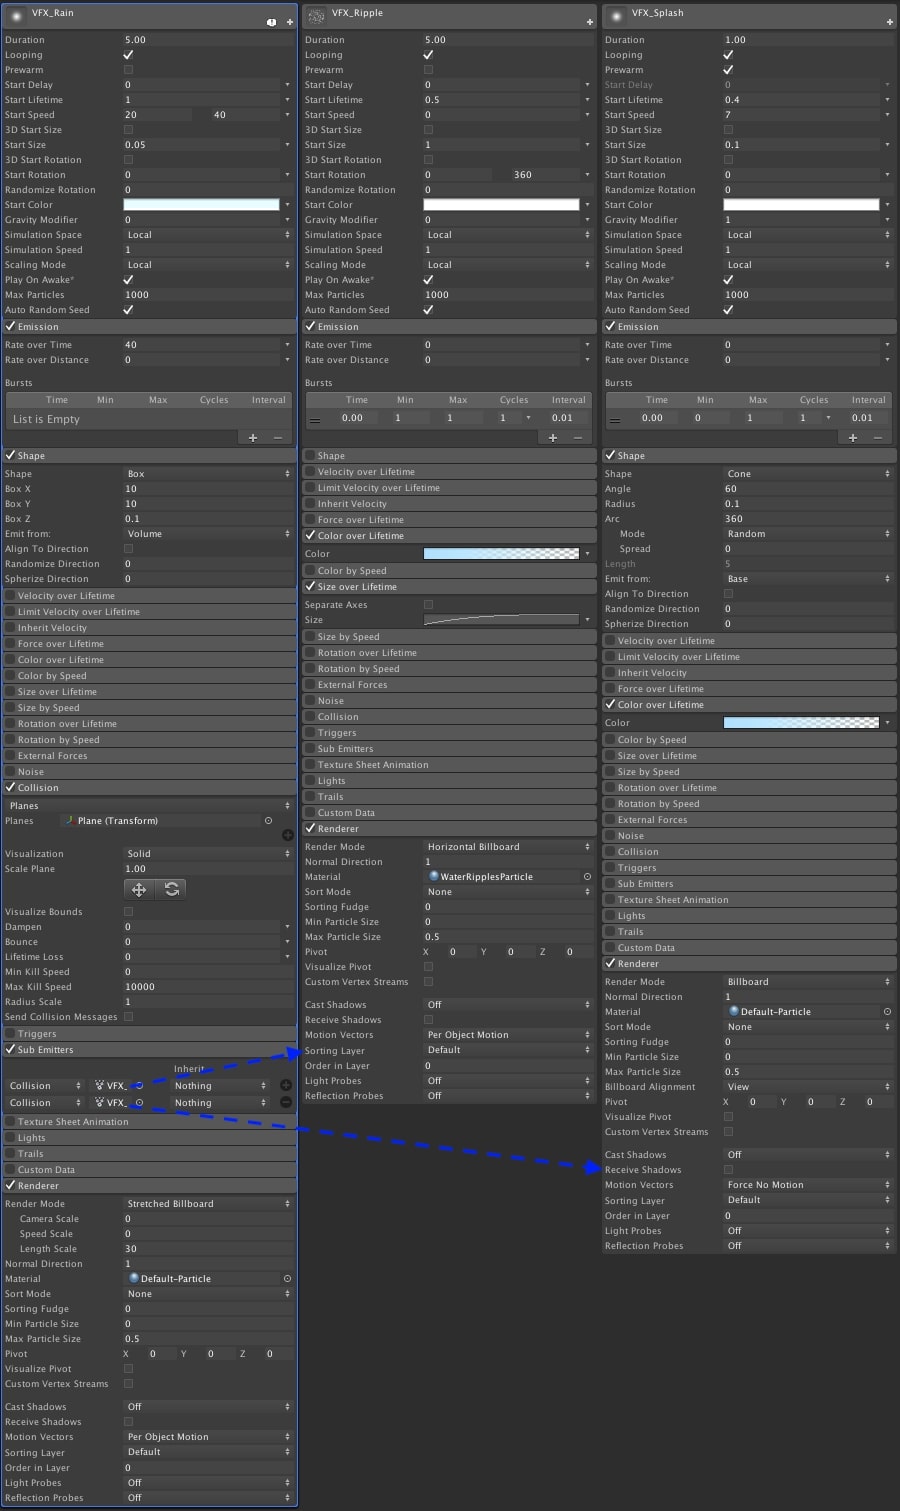 VFX_Rain
Duration 5.00
Looping
Prewarm
Start Delay 0
Start Lifetime 1
Start Speed 20 40
3D Start Size
Start Size 0.05
3D Start Rotation
Start Rotation 0
Randomize Rotation 0
Start Color
Gravity Modifier 0
Simulation Space Local
Simulation Speed 1
Scaling Mode Local
Play On Awake*
Max Particles 1000
Auto Random Seed
Emission
Rate over Time 40
Rate over Distance 0
Bursts
Time Min Max Cycles Interval
List is Empty
Shape
Shape Box
Box X 10
Box Y 10
Box Z 0.1
Emit from: Volume
Align To Direction
Randomize Direction 0
Spherize Direction 0
Velocity over Lifetime
Limit Velocity over Lifetime
Inherit Velocity
Force over Lifetime
Color over Lifetime
Color by Speed
Size over Lifetime
Size by Speed
Rotation over Lifetime
Rotation by Speed
External Forces
Noise
Collision
Planes
Planes Plane (Transform)
Visualization Solid
Scale Plane 1.00
Visualize Bounds
Dampen 0
Bounce 0
Lifetime Loss 0
Min Kill Speed 0
Max Kill Speed 10000
Radius Scale 1
Send Collision Messages
Triggers
Sub Emitters
Inherit
Collision VFX_ Nothing
Collision VFX_ Nothing
Texture Sheet Animation
Lights
Trails
Custom Data
Renderer
Render Mode Stretched Billboard
Camera Scale 0
Speed Scale 0
Length Scale 30
Normal Direction 1
Material Default-Particle
Sort Mode None
Sorting Fudge 0
Min Particle Size 0
Max Particle Size 0.5
Pivot X 0 Y 0 Z 0
Visualize Pivot
Custom Vertex Streams
Cast Shadows Off
Receive Shadows
Motion Vectors Per Object Motion
Sorting Layer Default
Order in Layer 0
Light Probes Off
Reflection Probes Off
VFX_Ripple
Duration 5.00
Looping
Prewarm
Start Delay 0
Start Lifetime 0.5
Start Speed 0
3D Start Size
Start Size 1
3D Start Rotation
Start Rotation 0 360
Randomize Rotation 0
Start Color
Gravity Modifier 0
Simulation Space Local
Simulation Speed 1
Scaling Mode Local
Play On Awake*
Max Particles 1000
Auto Random Seed
Emission
Rate over Time 0
Rate over Distance 0
Bursts
Time Min Max Cycles Interval
0.00 1 1 1 0.01
Shape
Velocity over Lifetime
Limit Velocity over Lifetime
Inherit Velocity
Force over Lifetime
Color over Lifetime
Color
Color by Speed
Size over Lifetime
Separate Axes
Size
Size by Speed
Rotation over Lifetime
Rotation by Speed
External Forces
Noise
Collision
Triggers
Sub Emitters
Texture Sheet Animation
Lights
Trails
Custom Data
Renderer
Render Mode Horizontal Billboard
Normal Direction 1
Material WaterRipplesParticle
Sort Mode None
Sorting Fudge 0
Min Particle Size 0
Max Particle Size 0.5
Pivot X 0 Y 0 Z 0
Visualize Pivot
Custom Vertex Streams
Cast Shadows Off
Receive Shadows
Motion Vectors Per Object Motion
Sorting Layer Default
Order in Layer 0
Light Probes Off
Reflection Probes Off
VFX_Splash
Duration 1.00
Looping
Prewarm
Start Delay 0
Start Lifetime 0.4
Start Speed 7
3D Start Size
Start Size 0.1
3D Start Rotation
Start Rotation 0
Randomize Rotation 0
Start Color
Gravity Modifier 1
Simulation Space Local
Simulation Speed 1
Scaling Mode Local
Play On Awake*
Max Particles 1000
Auto Random Seed
Emission
Rate over Time 0
Rate over Distance 0
Bursts
Time Min Max Cycles Interval
0.00 0 1 1 0.01
Shape
Shape Cone
Angle 60
Radius 0.1
Arc 360
Mode Random
Spread 0
Length 5
Emit from: Base
Align To Direction
Randomize Direction 0
Spherize Direction 0
Velocity over Lifetime
Limit Velocity over Lifetime
Inherit Velocity
Force over Lifetime
Color over Lifetime
Color
Color by Speed
Size over Lifetime
Size by Speed
Rotation over Lifetime
Rotation by Speed
External Forces
Noise
Collision
Triggers
Sub Emitters
Texture Sheet Animation
Lights
Trails
Custom Data
Renderer
Render Mode Billboard
Normal Direction 1
Material Default-Particle
Sort Mode None
Sorting Fudge 0
Min Particle Size 0
Max Particle Size 0.5
Billboard Alignment View
Pivot X 0 Y 0 Z 0
Visualize Pivot
Custom Vertex Streams
Cast Shadows Off
Receive Shadows
Motion Vectors Force No Motion
Sorting Layer Default
Order in Layer 0
Light Probes Off
Reflection Probes Off